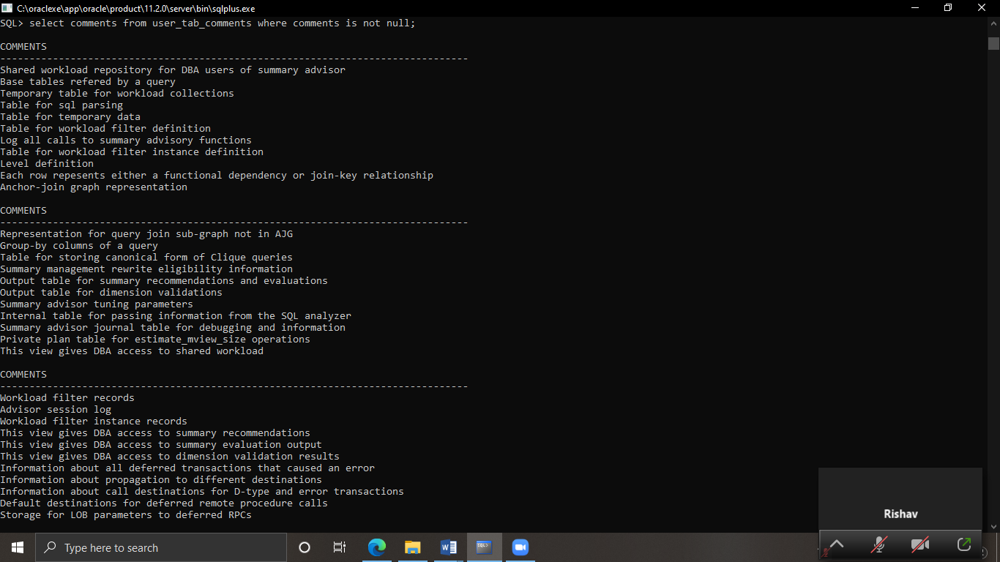 C:\oraclexe\app\oracle\product\11.2.0\server\bin\sqlplus.exe
SQL> select comments from user_tab_comments where comments is not null;
COMMENTS
--------------------------------------------------------------------------------
Shared workload repository for DBA users of summary advisor
Base tables refered by a query
Temporary table for workload collections
Table for sql parsing
Table for temporary data
Table for workload filter definition
Log all calls to summary advisory functions
Table for workload filter instance definition
Level definition
Each row repesents either a functional dependency or join-key relationship
Anchor-join graph representation
COMMENTS
--------------------------------------------------------------------------------
Representation for query join sub-graph not in AJG
Group-by columns of a query
Table for storing canonical form of Clique queries
Summary management rewrite eligibility information
Output table for summary recommendations and evaluations
Output table for dimension validations
Summary advisor tuning parameters
Internal table for passing information from the SQL analyzer
Summary advisor journal table for debugging and information
Private plan table for estimate_mview_size operations
This view gives DBA access to shared workload
COMMENTS
--------------------------------------------------------------------------------
Workload filter records
Advisor session log
Workload filter instance records
This view gives DBA access to summary recommendations
This view gives DBA access to summary evaluation output
This view gives DBA access to dimension validation results
Information about all deferred transactions that caused an error
Information about propagation to different destinations
Information about call destinations for D-type and error transactions
Default destinations for deferred remote procedure calls
Storage for LOB parameters to deferred RPCs
Rishav
Type here to search